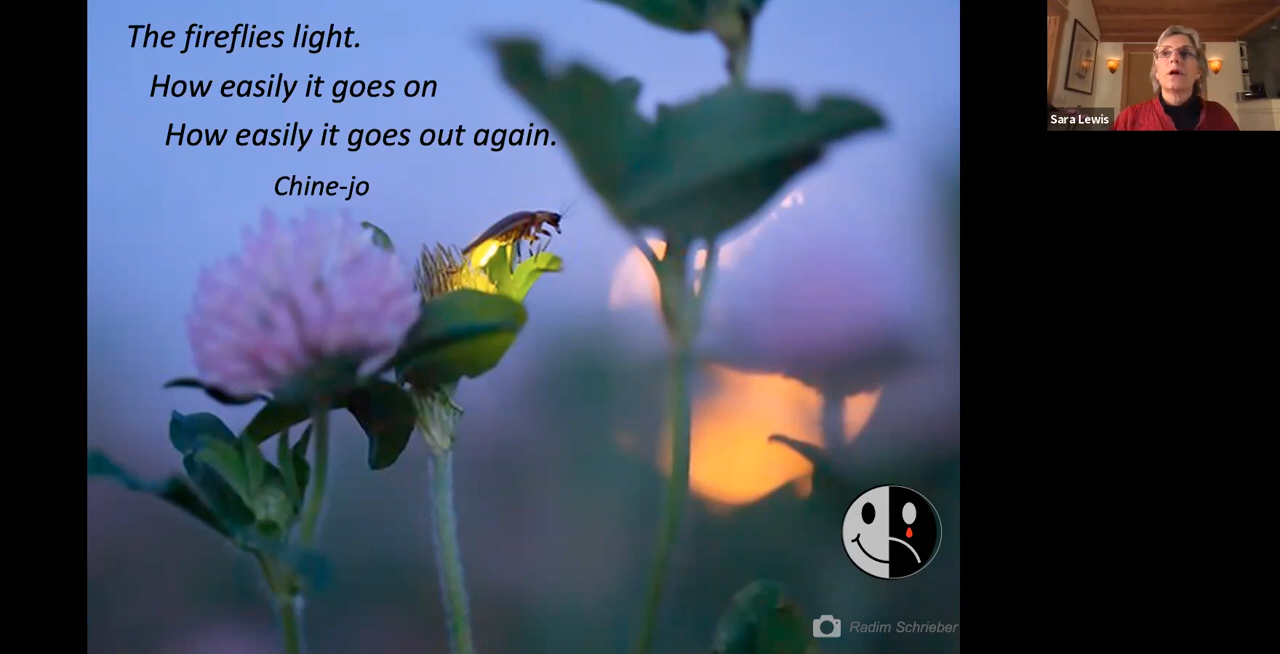 The fireflies light.
How easily it goes on
How easily it goes out again.
Chine-jo
Sara Lewis
Radim Schrieber